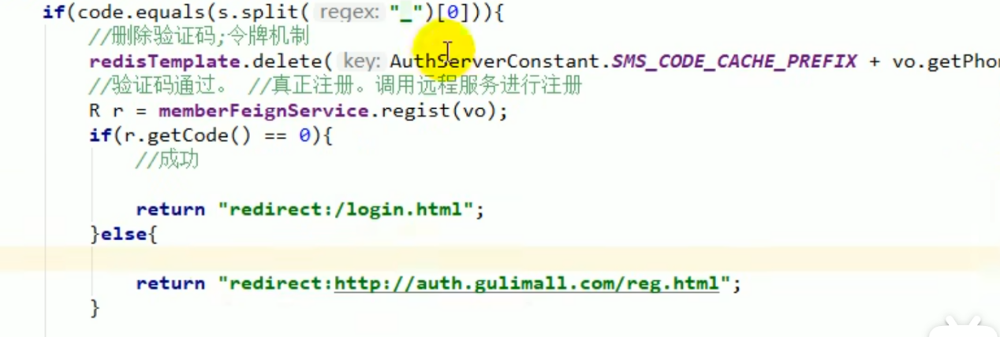 if(code.equals(s.split( regex: "_")[0])){
//删除验证码;令牌机制
redisTemplate.delete( key: AuthServerConstant.SMS_CODE_CACHE_PREFIX + vo.getPho
//验证码通过。 //真正注册。调用远程服务进行注册
R r = memberFeignService.regist(vo);
if(r.getCode() == 0){
//成功
return "redirect:/login.html";
}else{
return "redirect:http://auth.gulimall.com/reg.html";
}